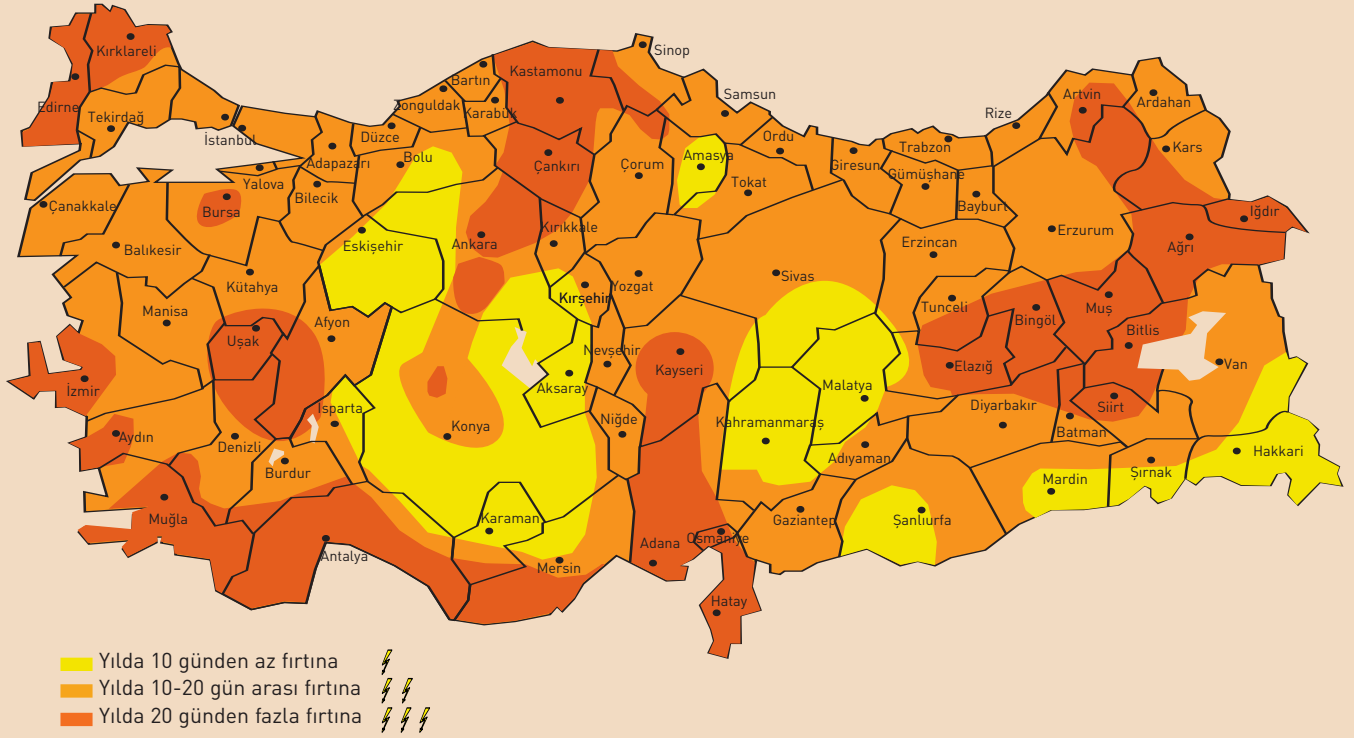 Kırklareli
Edirne
Tekirdağ
İstanbul
Sinop
Bartın
Kastamonu
Zonguldak
Karabük
Samsun
Düzce
Adapazarı
Bolu
Yalova
Bilecik
Bursa
Çanakkale
Balıkesir
Çankırı
Çorum
Amasya
Tokat
Ordu
Giresun
Trabzon
Rize
Artvin
Ardahan
Kars
Gümüşhane
Bayburt
Iğdır
Ağrı
Erzurum
Erzincan
Eskişehir
Ankara
Kırıkkale
Kütahya
Kırşehir
Yozgat
Sivas
Tunceli
Bingöl
Muş
Bitlis
Van
Manisa
Uşak
Afyon
Nevşehir
Kayseri
Elazığ
Malatya
Aksaray
İzmir
Aydın
Denizli
Isparta
Burdur
Konya
Niğde
Kahramanmaraş
Adıyaman
Diyarbakır
Batman
Siirt
Şırnak
Hakkari
Mardin
Muğla
Antalya
Karaman
Mersin
Adana
Osmaniye
Gaziantep
Şanlıurfa
Hatay
Yılda 10 günden az fırtına
Yılda 10-20 gün arası fırtına
Yılda 20 günden fazla fırtına